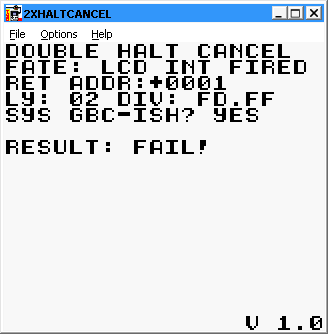 2XHALTCANCEL
File Options Help
DOUBLE HALT CANCEL
FATE: LCD INT FIRED
RET ADDR:+0001
LY: 02 DIV: FD.FF
SYS GBC-ISH? YES
RESULT: FAIL!
V 1.0